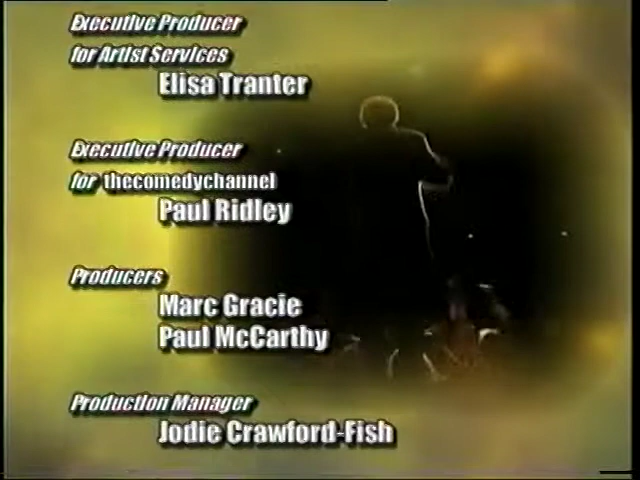 Executive Producer
for Artist Services
Elisa Tranter
Executive Producer
for thecomedychannel
Paul Ridley
Producers
Marc Gracie
Paul McCarthy
Production Manager
Jodie Crawford-Fish